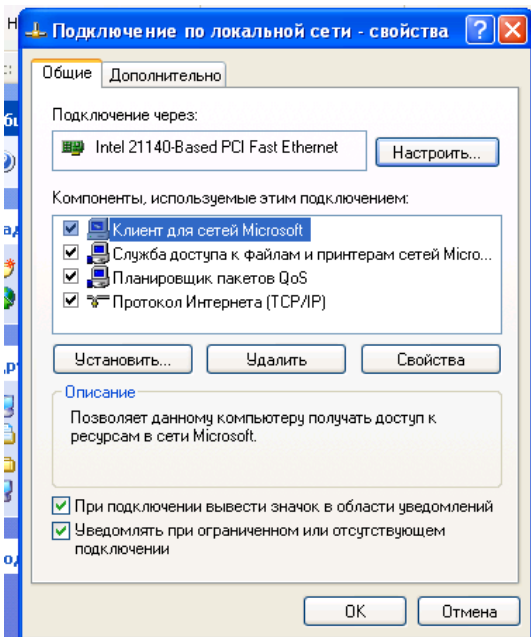 Подключение по локальной сети - свойства
Общие
Дополнительно
Подключение через:
Intel 21140-Based PCI Fast Ethernet
Настроить...
Компоненты, используемые этим подключением:
Клиент для сетей Microsoft
Служба доступа к файлам и принтерам сетей Micro...
Планировщик пакетов QoS
Протокол Интернета (TCP/IP)
Установить...
Удалить
Свойства
Описание
Позволяет данному компьютеру получать доступ к
ресурсам в сети Microsoft.
При подключении вывести значок в области уведомлений
Уведомлять при ограниченном или отсутствующем
подключении
OK
Отмена